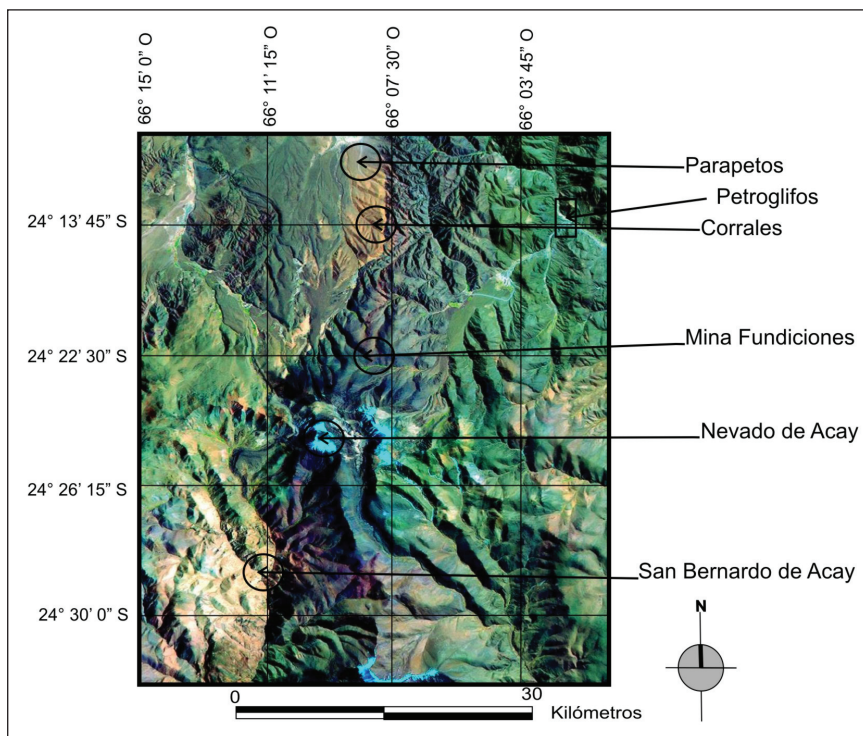 66° 15' 0” O
66° 11' 15” O
66° 07' 30” O
66° 03' 45” O
Parapetos
Petroglifos
24° 13' 45” S
Corrales
Mina Fundiciones
24° 22' 30” S
Nevado de Acay
24° 26' 15” S
San Bernardo de Acay
24° 30' 0” S
N
0
30
Kilómetros